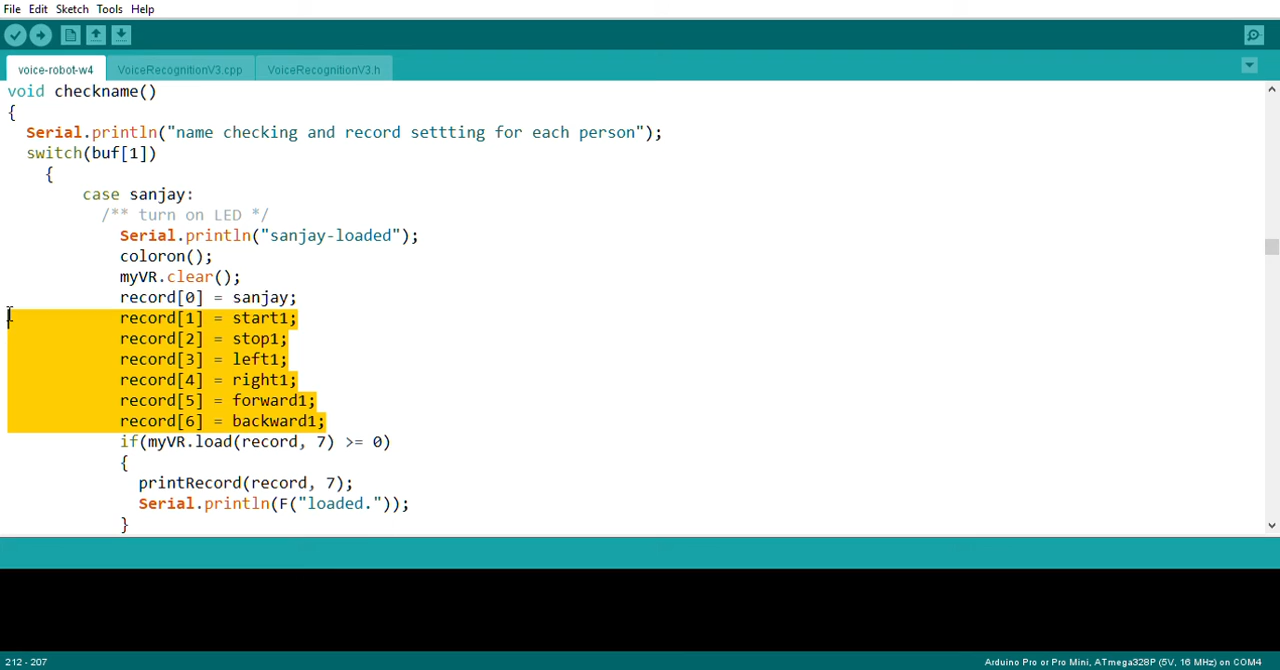 File Edit Sketch Tools Help
voice-robot-w4 VoiceRecognitionV3.cpp VoiceRecognitionV3.h
void checkname()
{
Serial.println("name checking and record settting for each person");
switch(buf[1])
{
case sanjay:
/** turn on LED */
Serial.println("sanjay-loaded");
coloron();
myVR.clear();
record[0] = sanjay;
record[1] = start1;
record[2] = stop1;
record[3] = left1;
record[4] = right1;
record[5] = forward1;
record[6] = backward1;
if(myVR.load(record, 7) >= 0)
{
printRecord(record, 7);
Serial.println(F("loaded."));
}
212 - 207 Arduino Pro or Pro Mini, ATmega328P (5V, 16 MHz) on COM4